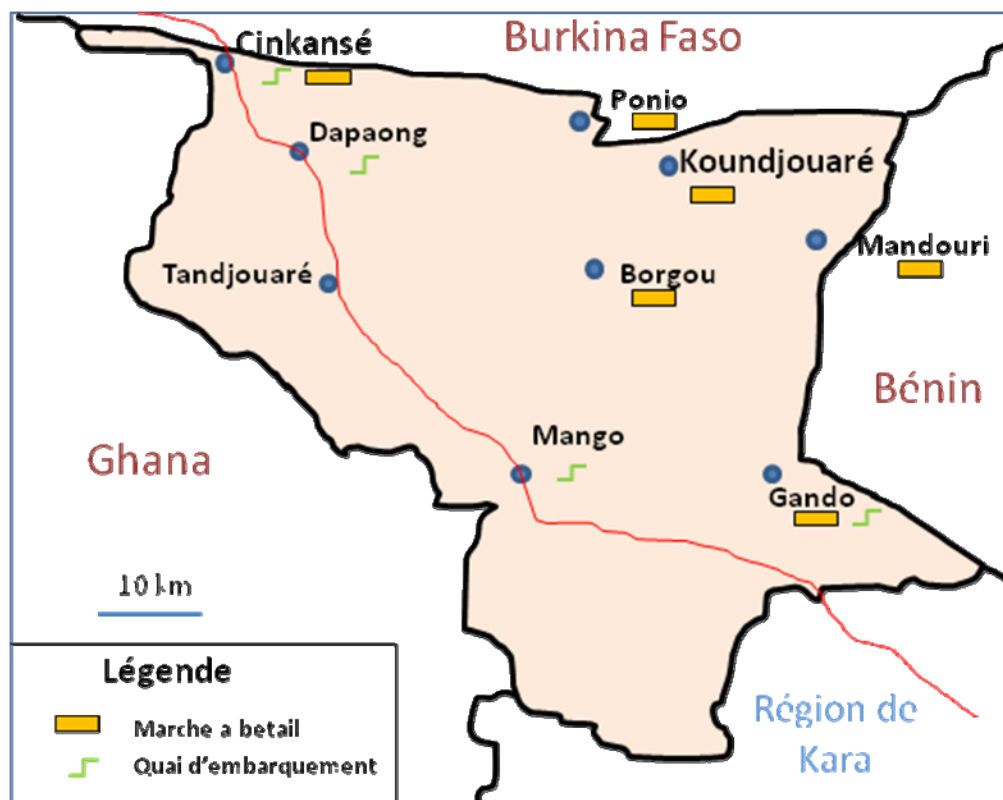 Burkina Faso
Cinkansé
Ponio
Dapaong
Koundjouaré
Mandouri
Tandjouaré
Borgou
Bénin
Mango
Ghana
Gando
10 km
Légende
Marche a betail
Quai d'embarquement
Région de
Kara